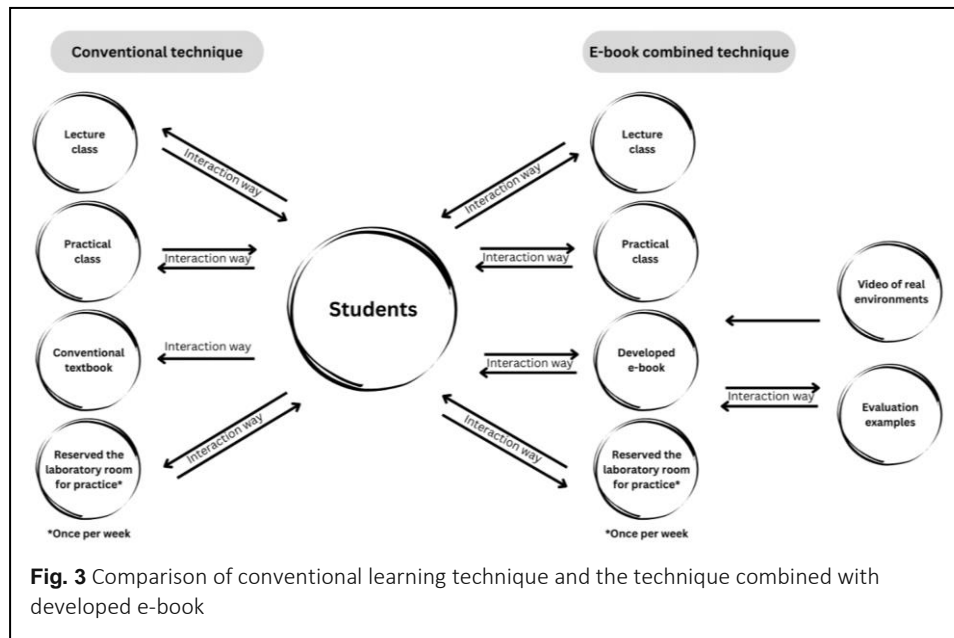 Conventional technique
E-book combined technique
Lecture
class
Interaction way
Practical
class
Interaction way
Conventional
textbook
Interaction way
Reserved the
laboratory room
for practice*
Interaction way
*Once per week
Students
Lecture
class
Interaction way
Practical
class
Interaction way
Developed
e-book
Interaction way
Reserved the
laboratory room
for practice*
Interaction way
*Once per week
Video of real
environments
Interaction way
Evaluation
examples
Fig. 3 Comparison of conventional learning technique and the technique combined with
developed e-book